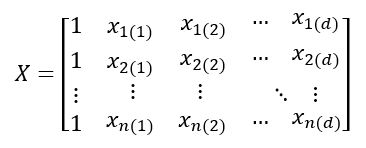 1 x₁₍₁₎ x₁₍₂₎ ⋯ x₁₍d₎
X = 1 x₂₍₁₎ x₂₍₂₎ ⋯ x₂₍d₎
⋮ ⋮ ⋮ ⋱ ⋮
1 xₙ₍₁₎ xₙ₍₂₎ ⋯ xₙ₍d₎